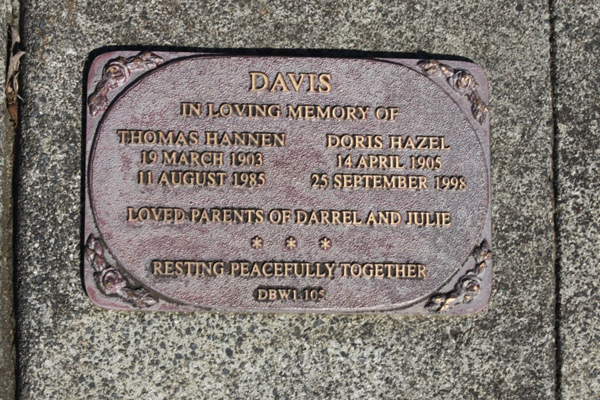 DAVIS
IN LOVING MEMORY OF
THOMAS HANNEN DORIS HAZEL
19 MARCH 1903 14 APRIL 1905
11 AUGUST 1985 25 SEPTEMBER 1998
LOVED PARENTS OF DARREL AND JULIE
* * *
RESTING PEACEFULLY TOGETHER
DBW1 105